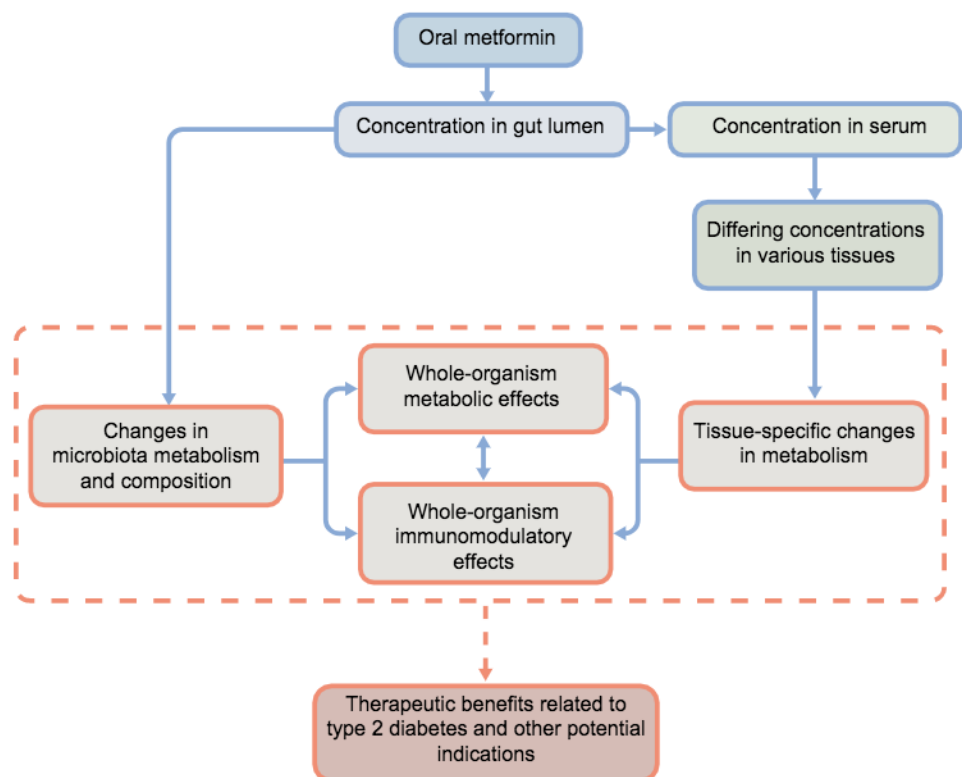 Oral metformin
Concentration in gut lumen
Concentration in serum
Differing concentrations
in various tissues
Whole-organism
metabolic effects
Changes in
microbiota metabolism
and composition
Tissue-specific changes
in metabolism
Whole-organism
immunomodulatory
effects
Therapeutic benefits related to
type 2 diabetes and other potential
indications